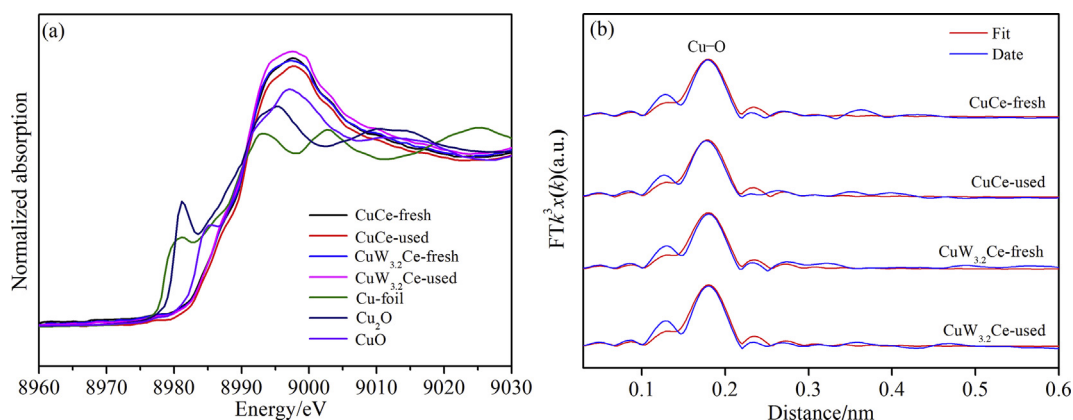 (a)
Normalized absorption
CuCe-fresh
CuCe-used
CuW₃.₂Ce-fresh
CuW₃.₂Ce-used
Cu-foil
Cu₂O
CuO
8960 8970 8980 8990 9000 9010 9020 9030
Energy/eV
(b)
Fit
Date
Cu−O
CuCe-fresh
CuCe-used
CuW₃.₂Ce-fresh
CuW₃.₂Ce-used
FTk³x(k)(a.u.)
0.1 0.2 0.3 0.4 0.5 0.6
Distance/nm